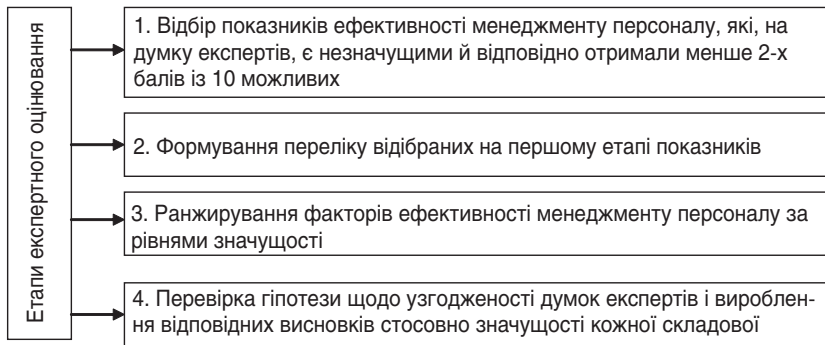 Етапи експертного оцінювання
1. Відбір показників ефективності менеджменту персоналу, які, на
думку експертів, є незначущими й відповідно отримали менше 2-х
балів із 10 можливих
2. Формування переліку відібраних на першому етапі показників
3. Ранжирування факторів ефективності менеджменту персоналу за
рівнями значущості
4. Перевірка гіпотези щодо узгодженості думок експертів і вироблен-
ня відповідних висновків стосовно значущості кожної складової